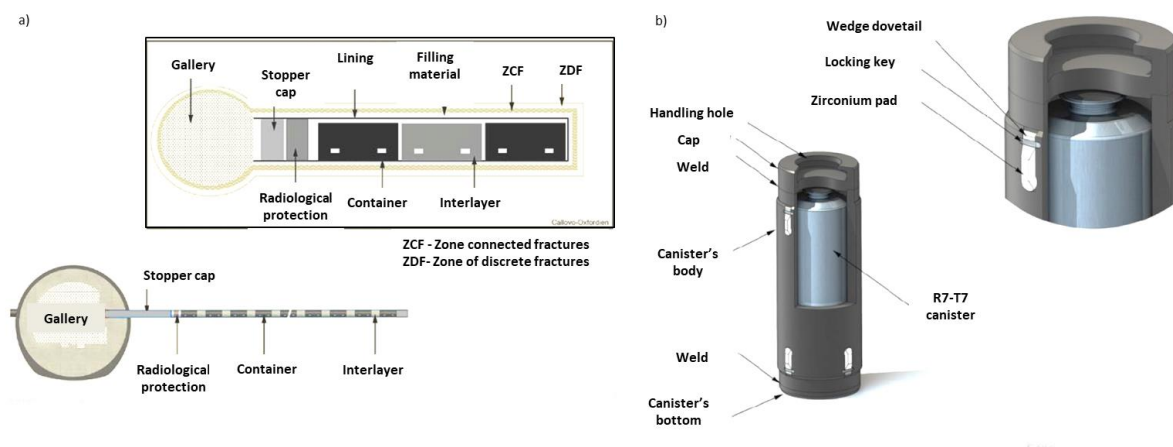 a)
Gallery
Stopper
cap
Lining
Filling
material
ZCF
ZDF
Radiological
protection
Container
Interlayer
Callovo-Oxfordien
ZCF - Zone connected fractures
ZDF- Zone of discrete fractures
Stopper cap
Gallery
Radiological
protection
Container
Interlayer
b)
Wedge dovetail
Locking key
Zirconium pad
Handling hole
Cap
Weld
Canister's
body
R7-T7
canister
Weld
Canister's
bottom